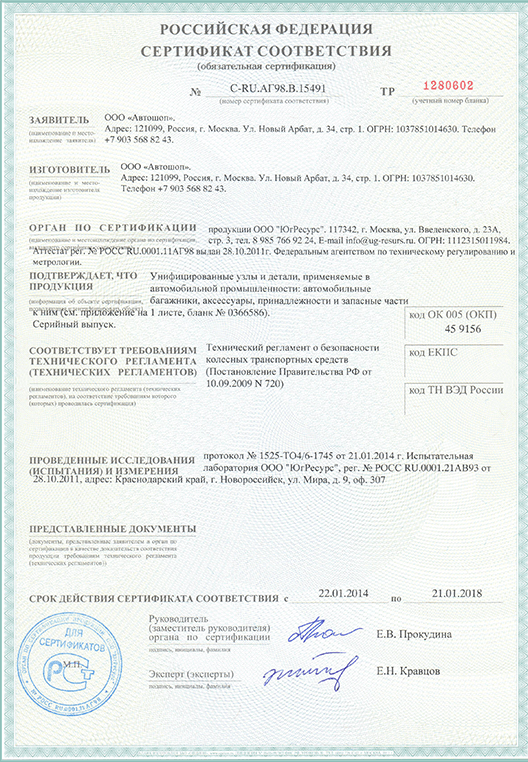 РОССИЙСКАЯ ФЕДЕРАЦИЯ
СЕРТИФИКАТ СООТВЕТСТВИЯ
(обязательная сертификация)
№ C-RU.АГ98.В.15491 ТР 1280602
(номер сертификата соответствия) (учетный номер бланка)
ЗАЯВИТЕЛЬ ООО «Автошоп».
(наименование и место- Адрес: 121099, Россия, г. Москва. Ул. Новый Арбат, д. 34, стр. 1. ОГРН: 1037851014630. Телефон
нахождение заявителя) +7 903 568 82 43.
ИЗГОТОВИТЕЛЬ ООО «Автошоп».
(наименование и место- Адрес: 121099, Россия, г. Москва. Ул. Новый Арбат, д. 34, стр. 1. ОГРН: 1037851014630.
нахождение изготовителя Телефон +7 903 568 82 43.
продукции)
ОРГАН ПО СЕРТИФИКАЦИИ продукции ООО "ЮгРесурс". 117342, г. Москва, ул. Введенского, д. 23А,
(наименование и местонахождение органа по сертификации, стр. 3, тел. 8 985 766 92 24, E-mail info@ug-resurs.ru. ОГРН: 1112315011984.
Аттестат рег. № РОСС RU.0001.11АГ98 выдан 28.10.2011г. Федеральным агентством по техническому регулированию и
метрологии.
ПОДТВЕРЖДАЕТ, ЧТО Унифицированные узлы и детали, применяемые в
ПРОДУКЦИЯ автомобильной промышленности: автомобильные
(информация об объекте сертификации, багажники, аксессуары, принадлежности и запасные части
к ним (см. приложение на 1 листе, бланк № 0366586).
Серийный выпуск.
код ОК 005 (ОКП)
45 9156
код ЕКПС
код ТН ВЭД России
СООТВЕТСТВУЕТ ТРЕБОВАНИЯМ Технический регламент о безопасности
ТЕХНИЧЕСКОГО РЕГЛАМЕНТА колесных транспортных средств
(ТЕХНИЧЕСКИХ РЕГЛАМЕНТОВ) (Постановление Правительства РФ от
10.09.2009 N 720)
(наименование технического регламента (технических
регламентов), на соответствие требованиям которого
(которых) проводилась сертификация)
ПРОВЕДЕННЫЕ ИССЛЕДОВАНИЯ протокол № 1525-ТО4/6-1745 от 21.01.2014 г. Испытательная
(ИСПЫТАНИЯ) И ИЗМЕРЕНИЯ лаборатория ООО "ЮгРесурс", рег. № РОСС RU.0001.21АВ93 от
28.10.2011, адрес: Краснодарский край, г. Новороссийск, ул. Мира, д. 9, оф. 307
ПРЕДСТАВЛЕННЫЕ ДОКУМЕНТЫ
(документы, представленные заявителем в орган по
сертификации в качестве доказательств соответствия
продукции требованиям технического регламента
(технических регламентов))
СРОК ДЕЙСТВИЯ СЕРТИФИКАТА СООТВЕТСТВИЯ с 22.01.2014 по 21.01.2018
Руководитель
(заместитель руководителя)
органа по сертификации Е.В. Прокудина
подпись, инициалы, фамилия
Эксперт (эксперты) Е.Н. Кравцов
подпись, инициалы, фамилия
ДЛЯ
СЕРТИФИКАТОВ
М.П.